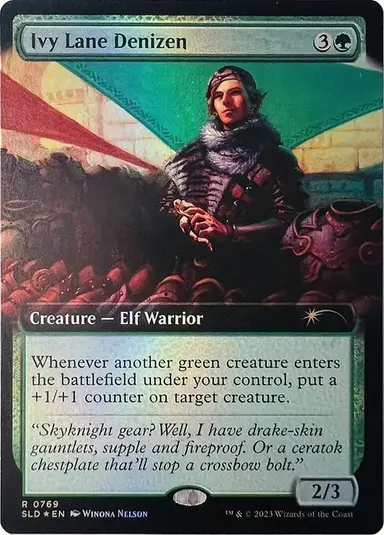 Ivy Lane Denizen 3
Creature — Elf Warrior
Whenever another green creature enters
the battlefield under your control, put a
+1/+1 counter on target creature.
“Skyknight gear? Well, I have drake-skin
gauntlets, supple and fireproof. Or a ceratok
chestplate that’ll stop a crossbow bolt.”
2/3
R 0769
SLD ★ EN Winona Nelson
™ & © 2023 Wizards of the Coast